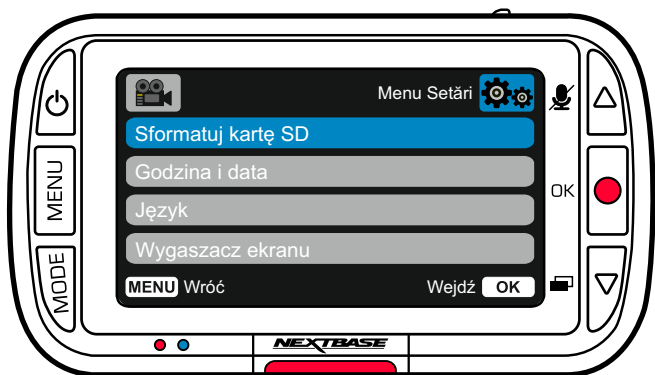 Menu Setări
Sformatuj kartę SD
Godzina i data
Język
Wygaszacz ekranu
MENU Wróć
Wejdź OK
MENU
MODE
OK
NEXTBASE